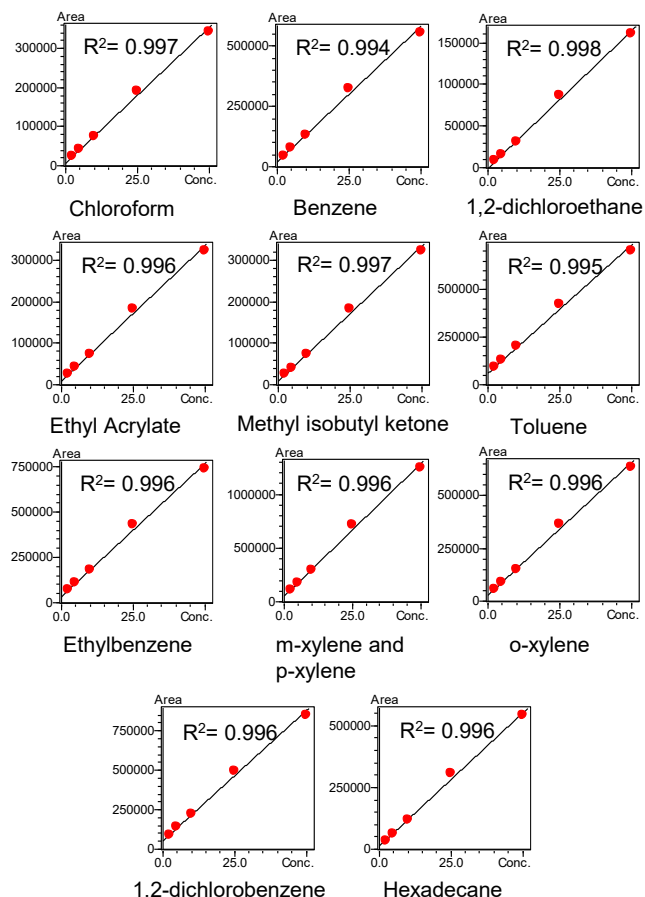 Area
R²= 0.997
300000
200000
100000
0
0.0 25.0 Conc.
Chloroform
Area
R²= 0.994
500000
250000
0
0.0 25.0 Conc.
Benzene
Area
R²= 0.998
150000
100000
50000
0
0.0 25.0 Conc.
1,2-dichloroethane
Area
R²= 0.996
300000
200000
100000
0
0.0 25.0 Conc.
Ethyl Acrylate
Area
R²= 0.997
300000
200000
100000
0
0.0 25.0 Conc.
Methyl isobutyl ketone
Area
R²= 0.995
500000
250000
0
0.0 25.0 Conc.
Toluene
Area
750000
R²= 0.996
500000
250000
0
0.0 25.0 Conc.
Ethylbenzene
Area
R²= 0.996
1000000
500000
0
0.0 25.0 Conc.
m-xylene and
p-xylene
Area
R²= 0.996
500000
250000
0
0.0 25.0 Conc.
o-xylene
Area
R²= 0.996
750000
500000
250000
0
0.0 25.0 Conc.
1,2-dichlorobenzene
Area
500000
R²= 0.996
250000
0
0.0 25.0 Conc.
Hexadecane